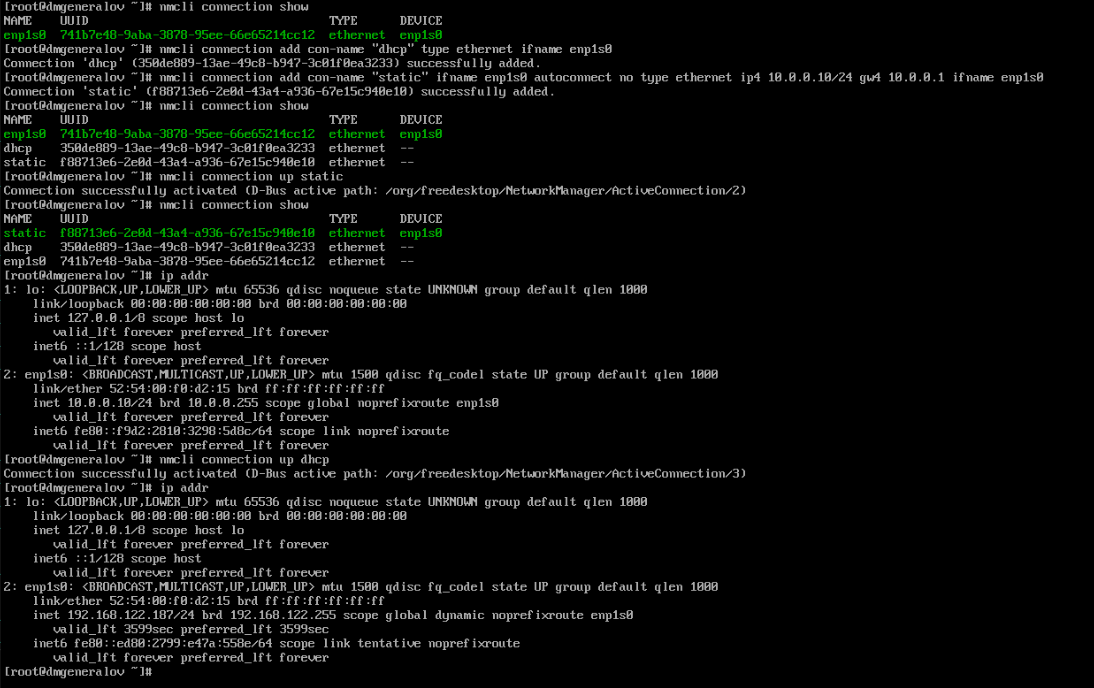 [root@dmgeneralov ~]# nmcli connection show
NAME    UUID                                  TYPE      DEVICE
enp1s0  741b7e48-9aba-3878-95ee-66e65214cc12  ethernet  enp1s0
[root@dmgeneralov ~]# nmcli connection add con-name "dhcp" type ethernet ifname enp1s0
Connection 'dhcp' (350de889-13ae-49c8-b947-3c01f0ea3233) successfully added.
[root@dmgeneralov ~]# nmcli connection add con-name "static" ifname enp1s0 autoconnect no type ethernet ip4 10.0.0.10/24 gw4 10.0.0.1 ifname enp1s0
Connection 'static' (f88713e6-2e0d-43a4-a936-67e15c940e10) successfully added.
[root@dmgeneralov ~]# nmcli connection show
NAME    UUID                                  TYPE      DEVICE
enp1s0  741b7e48-9aba-3878-95ee-66e65214cc12  ethernet  enp1s0
dhcp    350de889-13ae-49c8-b947-3c01f0ea3233  ethernet  --
static  f88713e6-2e0d-43a4-a936-67e15c940e10  ethernet  --
[root@dmgeneralov ~]# nmcli connection up static
Connection successfully activated (D-Bus active path: /org/freedesktop/NetworkManager/ActiveConnection/2)
[root@dmgeneralov ~]# nmcli connection show
NAME    UUID                                  TYPE      DEVICE
static  f88713e6-2e0d-43a4-a936-67e15c940e10  ethernet  enp1s0
dhcp    350de889-13ae-49c8-b947-3c01f0ea3233  ethernet  --
enp1s0  741b7e48-9aba-3878-95ee-66e65214cc12  ethernet  --
[root@dmgeneralov ~]# ip addr
1: lo: <LOOPBACK,UP,LOWER_UP> mtu 65536 qdisc noqueue state UNKNOWN group default qlen 1000
    link/loopback 00:00:00:00:00:00 brd 00:00:00:00:00:00
    inet 127.0.0.1/8 scope host lo
       valid_lft forever preferred_lft forever
    inet6 ::1/128 scope host
       valid_lft forever preferred_lft forever
2: enp1s0: <BROADCAST,MULTICAST,UP,LOWER_UP> mtu 1500 qdisc fq_codel state UP group default qlen 1000
    link/ether 52:54:00:f0:d2:15 brd ff:ff:ff:ff:ff:ff
    inet 10.0.0.10/24 brd 10.0.0.255 scope global noprefixroute enp1s0
       valid_lft forever preferred_lft forever
    inet6 fe80::f9d2:2810:3298:5d8c/64 scope link noprefixroute
       valid_lft forever preferred_lft forever
[root@dmgeneralov ~]# nmcli connection up dhcp
Connection successfully activated (D-Bus active path: /org/freedesktop/NetworkManager/ActiveConnection/3)
[root@dmgeneralov ~]# ip addr
1: lo: <LOOPBACK,UP,LOWER_UP> mtu 65536 qdisc noqueue state UNKNOWN group default qlen 1000
    link/loopback 00:00:00:00:00:00 brd 00:00:00:00:00:00
    inet 127.0.0.1/8 scope host lo
       valid_lft forever preferred_lft forever
    inet6 ::1/128 scope host
       valid_lft forever preferred_lft forever
2: enp1s0: <BROADCAST,MULTICAST,UP,LOWER_UP> mtu 1500 qdisc fq_codel state UP group default qlen 1000
    link/ether 52:54:00:f0:d2:15 brd ff:ff:ff:ff:ff:ff
    inet 192.168.122.187/24 brd 192.168.122.255 scope global dynamic noprefixroute enp1s0
       valid_lft 3599sec preferred_lft 3599sec
    inet6 fe80::ed80:2799:e47a:558e/64 scope link tentative noprefixroute
       valid_lft forever preferred_lft forever
[root@dmgeneralov ~]#